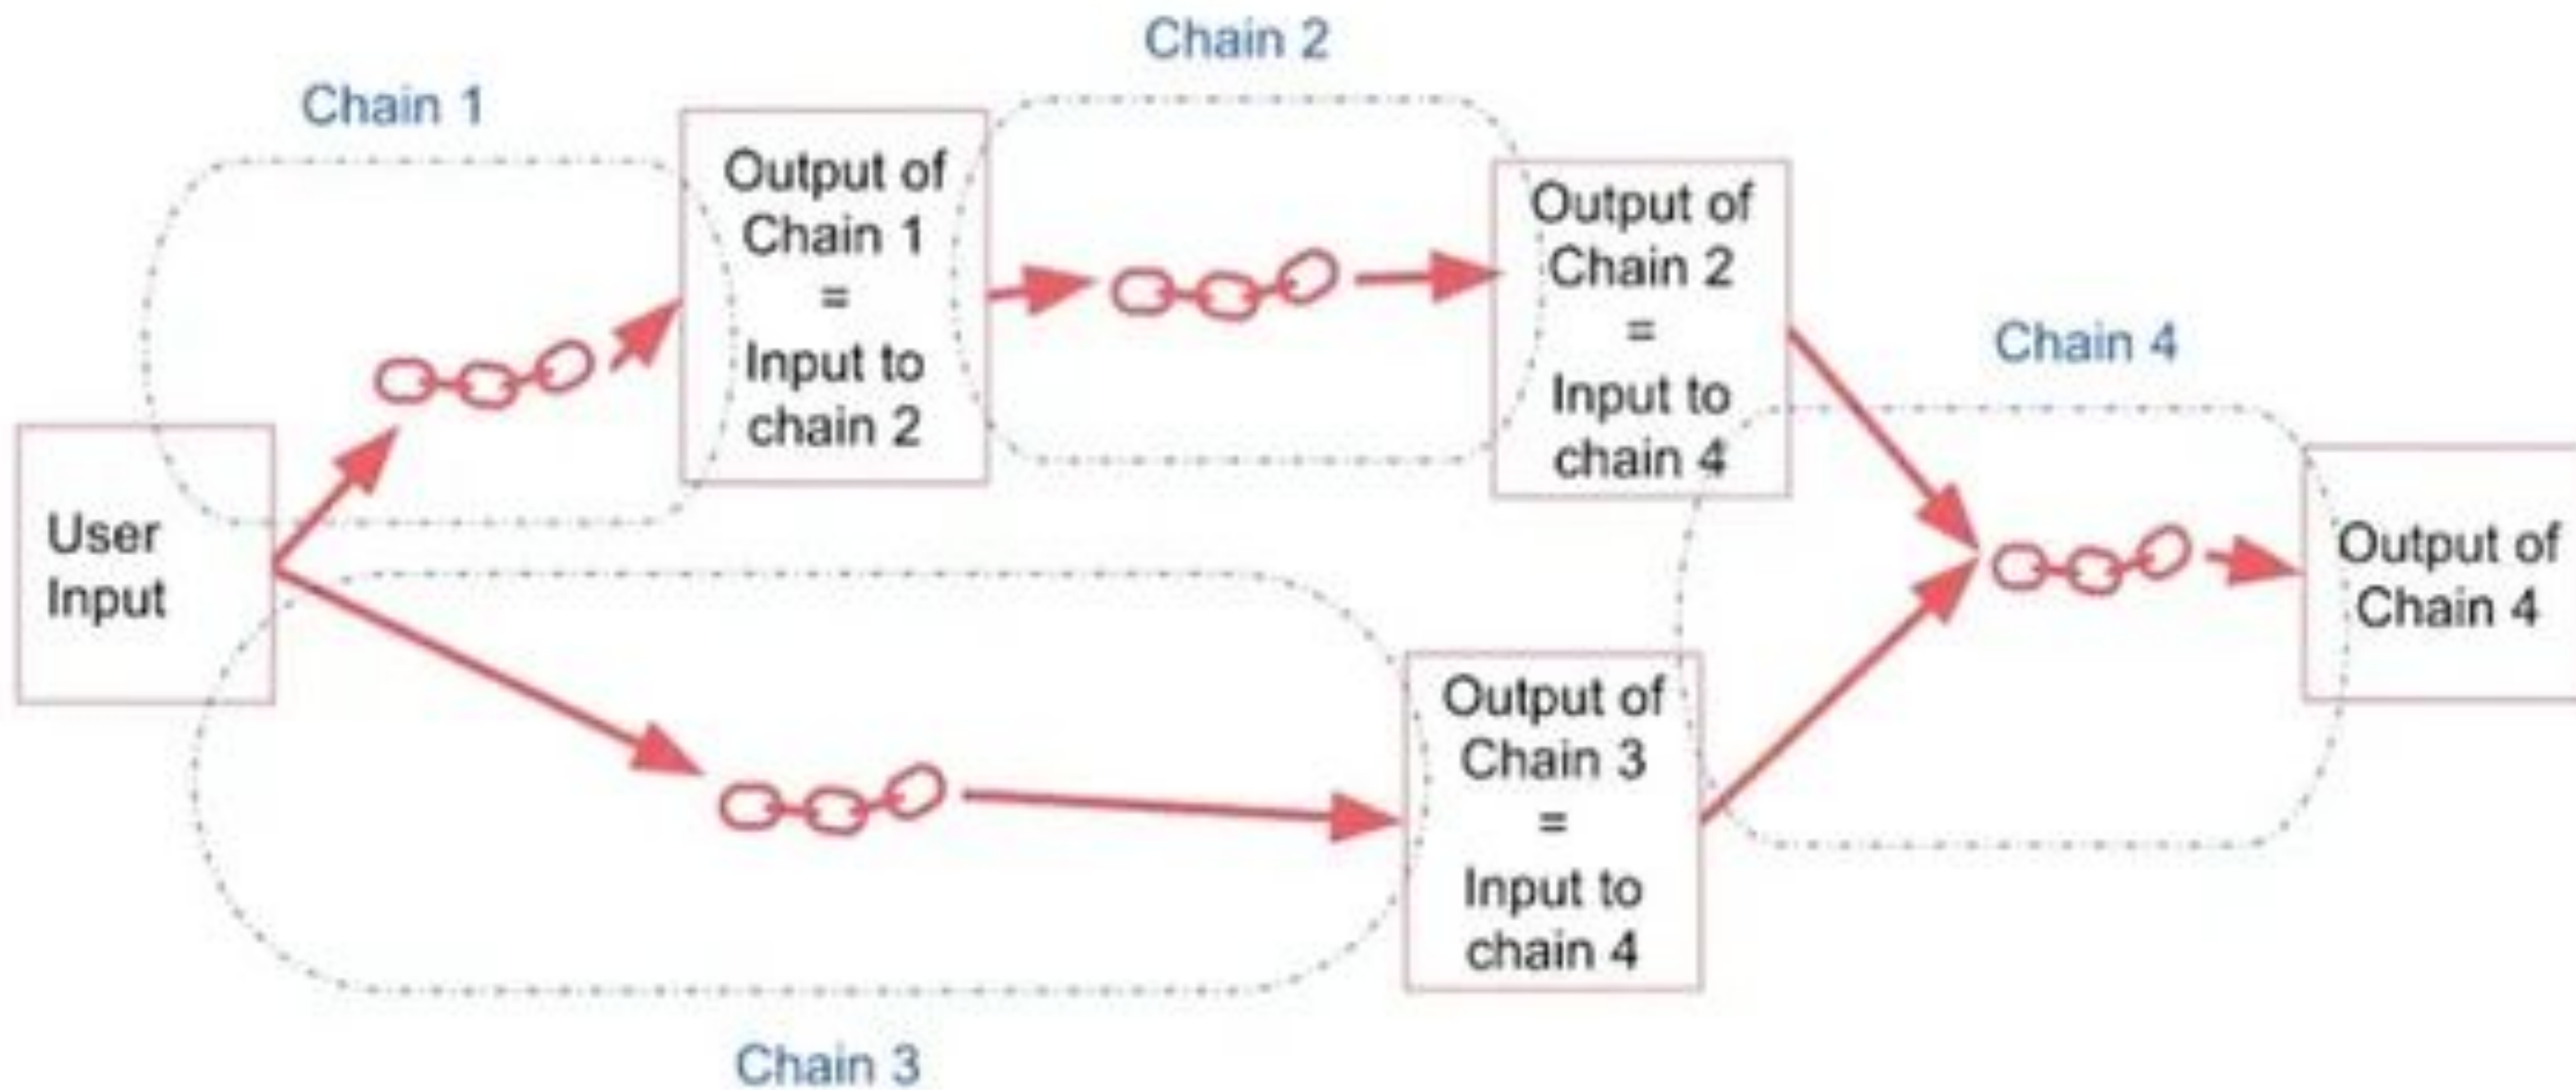 Chain 1
Chain 2
Output of
Chain 1
=
Input to
chain 2
Output of
Chain 2
=
Input to
chain 4
Chain 4
User
Input
Output of
Chain 3
=
Input to
chain 4
Output of
Chain 4
Chain 3